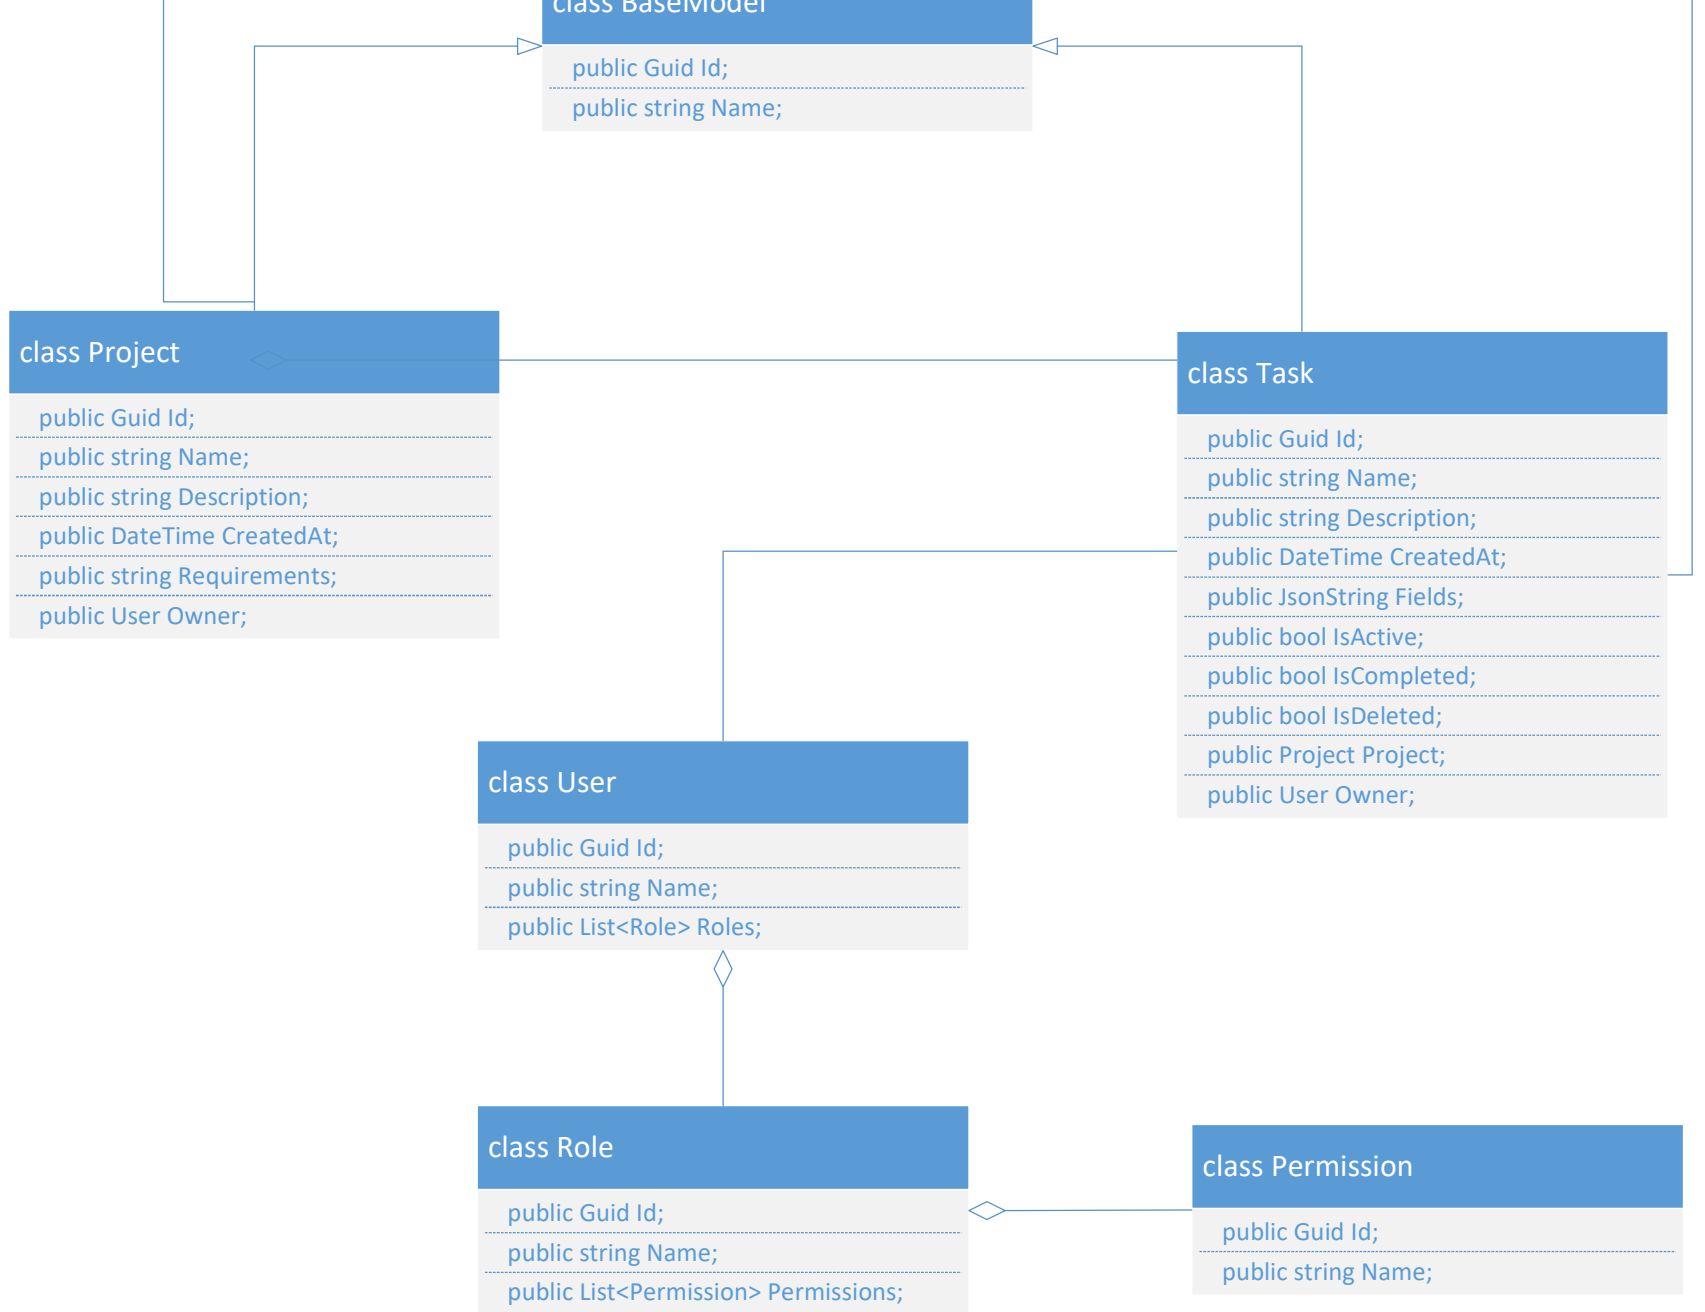 class BaseModel
public Guid Id;
public string Name;
class Project
public Guid Id;
public string Name;
public string Description;
public DateTime CreatedAt;
public string Requirements;
public User Owner;
class Task
public Guid Id;
public string Name;
public string Description;
public DateTime CreatedAt;
public JsonString Fields;
public bool IsActive;
public bool IsCompleted;
public bool IsDeleted;
public Project Project;
public User Owner;
class User
public Guid Id;
public string Name;
public List<Role> Roles;
class Role
public Guid Id;
public string Name;
public List<Permission> Permissions;
class Permission
public Guid Id;
public string Name;